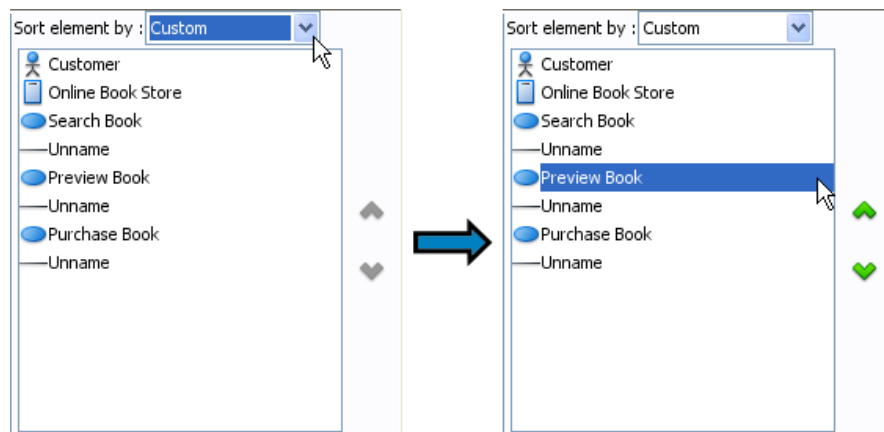 Sort element by : Custom
Customer
Online Book Store
Search Book
Unname
Preview Book
Unname
Purchase Book
Unname
Sort element by : Custom
Customer
Online Book Store
Search Book
Unname
Preview Book
Unname
Purchase Book
Unname